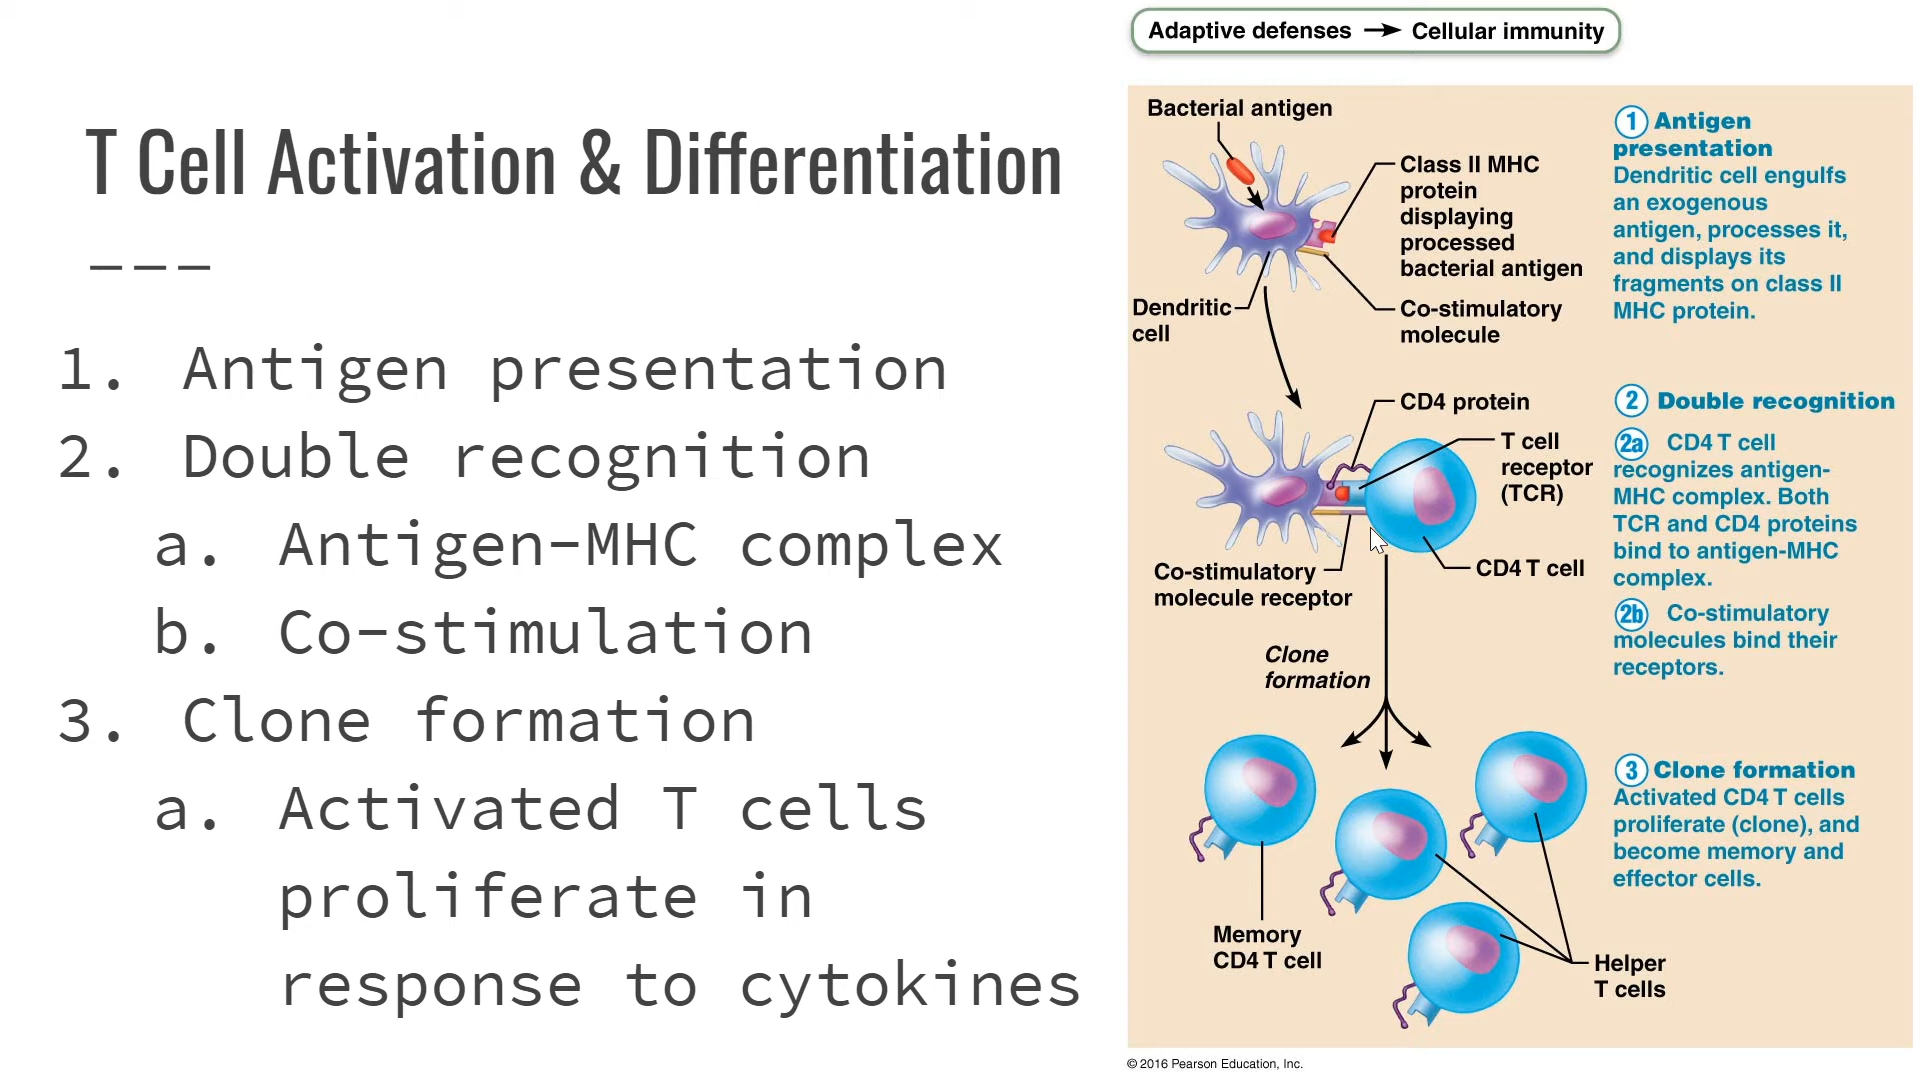 T Cell Activation & Differentiation
1. Antigen presentation
2. Double recognition
a. Antigen-MHC complex
b. Co-stimulation
3. Clone formation
a. Activated T cells
proliferate in
response to cytokines
Adaptive defenses → Cellular immunity
Bacterial antigen
Class II MHC
protein
displaying
processed
bacterial antigen
Dendritic
cell
Co-stimulatory
molecule
1 Antigen
presentation
Dendritic cell engulfs
an exogenous
antigen, processes it,
and displays its
fragments on class II
MHC protein.
CD4 protein
T cell
receptor
(TCR)
CD4 T cell
Co-stimulatory
molecule receptor
2 Double recognition
2a CD4 T cell
recognizes antigen-
MHC complex. Both
TCR and CD4 proteins
bind to antigen-MHC
complex.
2b Co-stimulatory
molecules bind their
receptors.
Clone
formation
3 Clone formation
Activated CD4 T cells
proliferate (clone), and
become memory and
effector cells.
Memory
CD4 T cell
Helper
T cells
© 2016 Pearson Education, Inc.